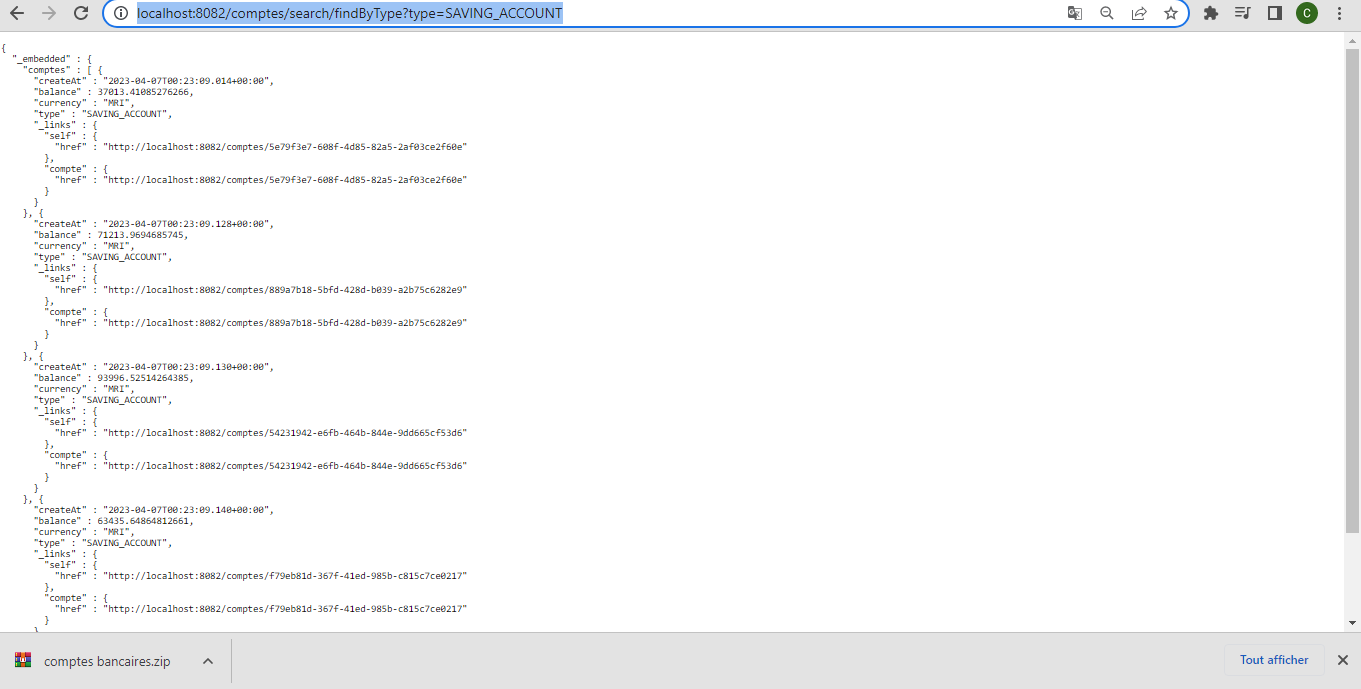 localhost:8082/comptes/search/findByType?type=SAVING_ACCOUNT
C
{
"_embedded" : {
"comptes" : [ {
"createAt" : "2023-04-07T00:23:09.014+00:00",
"balance" : 37013.41085276266,
"currency" : "MRI",
"type" : "SAVING_ACCOUNT",
"_links" : {
"self" : {
"href" : "http://localhost:8082/comptes/5e79f3e7-608f-4d85-82a5-2af03ce2f60e"
},
"compte" : {
"href" : "http://localhost:8082/comptes/5e79f3e7-608f-4d85-82a5-2af03ce2f60e"
}
}
}, {
"createAt" : "2023-04-07T00:23:09.128+00:00",
"balance" : 71213.9694685745,
"currency" : "MRI",
"type" : "SAVING_ACCOUNT",
"_links" : {
"self" : {
"href" : "http://localhost:8082/comptes/889a7b18-5bfd-428d-b039-a2b75c6282e9"
},
"compte" : {
"href" : "http://localhost:8082/comptes/889a7b18-5bfd-428d-b039-a2b75c6282e9"
}
}
}, {
"createAt" : "2023-04-07T00:23:09.130+00:00",
"balance" : 93996.52514264385,
"currency" : "MRI",
"type" : "SAVING_ACCOUNT",
"_links" : {
"self" : {
"href" : "http://localhost:8082/comptes/54231942-e6fb-464b-844e-9dd665cf53d6"
},
"compte" : {
"href" : "http://localhost:8082/comptes/54231942-e6fb-464b-844e-9dd665cf53d6"
}
}
}, {
"createAt" : "2023-04-07T00:23:09.140+00:00",
"balance" : 63435.64864812661,
"currency" : "MRI",
"type" : "SAVING_ACCOUNT",
"_links" : {
"self" : {
"href" : "http://localhost:8082/comptes/f79eb81d-367f-41ed-985b-c815c7ce0217"
},
"compte" : {
"href" : "http://localhost:8082/comptes/f79eb81d-367f-41ed-985b-c815c7ce0217"
}
}
comptes bancaires.zip
Tout afficher